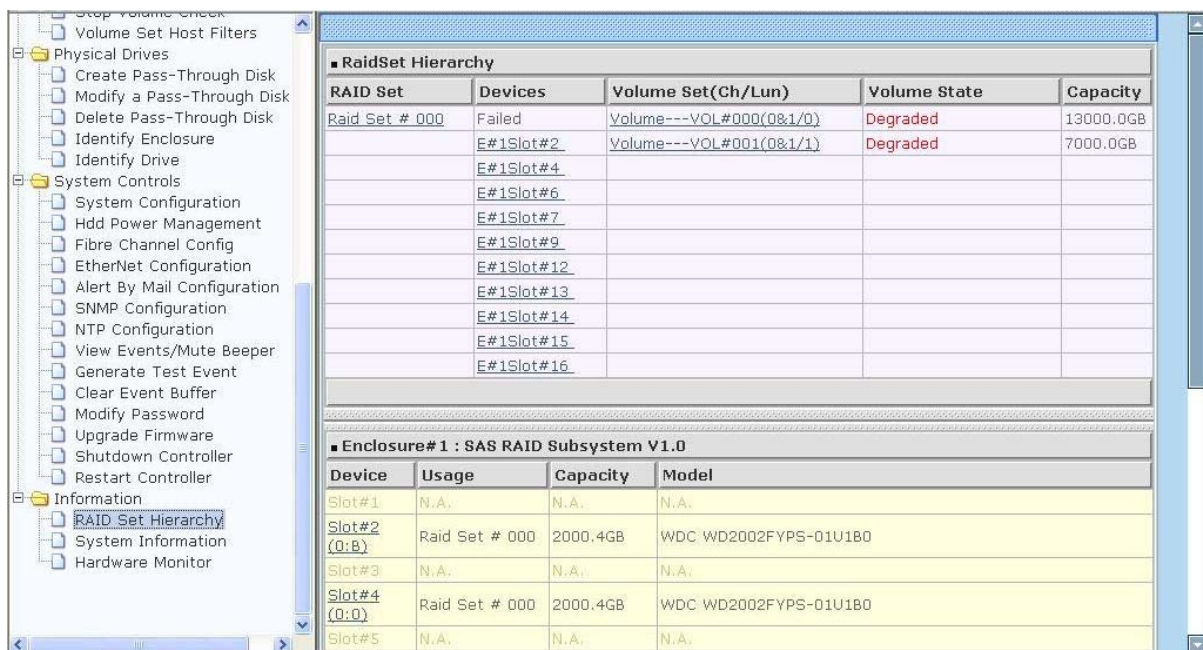 Stop Volume Check
Volume Set Host Filters
Physical Drives
Create Pass-Through Disk
Modify a Pass-Through Disk
Delete Pass-Through Disk
Identify Enclosure
Identify Drive
System Controls
System Configuration
Hdd Power Management
Fibre Channel Config
EtherNet Configuration
Alert By Mail Configuration
SNMP Configuration
NTP Configuration
View Events/Mute Beeper
Generate Test Event
Clear Event Buffer
Modify Password
Upgrade Firmware
Shutdown Controller
Restart Controller
Information
RAID Set Hierarchy
System Information
Hardware Monitor
RaidSet Hierarchy
RAID Set Devices Volume Set(Ch/Lun) Volume State Capacity
Raid Set # 000 Failed Volume---VOL#000(0&1/0) Degraded 13000.0GB
E#1Slot#2 Volume---VOL#001(0&1/1) Degraded 7000.0GB
E#1Slot#4
E#1Slot#6
E#1Slot#7
E#1Slot#9
E#1Slot#12
E#1Slot#13
E#1Slot#14
E#1Slot#15
E#1Slot#16
Enclosure#1 : SAS RAID Subsystem V1.0
Device Usage Capacity Model
Slot#1 N.A. N.A. N.A.
Slot#2 (0:B) Raid Set # 000 2000.4GB WDC WD2002FYPS-01U1B0
Slot#3 N.A. N.A. N.A.
Slot#4 (0:0) Raid Set # 000 2000.4GB WDC WD2002FYPS-01U1B0
Slot#5 N.A. N.A. N.A.